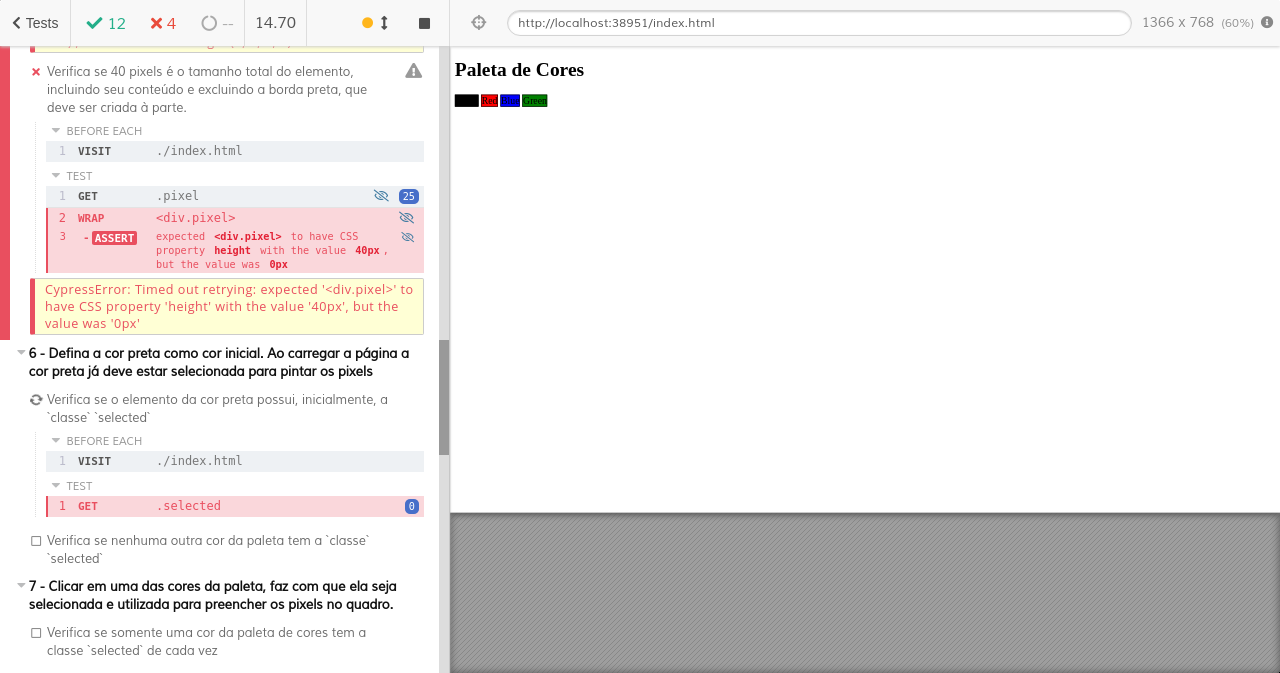 Tests
12
4
--
14.70
http://localhost:38951/index.html
1366 x 768 (60%)
Verifica se 40 pixels é o tamanho total do elemento,
incluindo seu conteúdo e excluindo a borda preta, que
deve ser criada à parte.
BEFORE EACH
1 VISIT ./index.html
TEST
1 GET .pixel 25
2 WRAP <div.pixel>
3 - ASSERT expected <div.pixel> to have CSS
property height with the value 40px ,
but the value was 0px
CypressError: Timed out retrying: expected '<div.pixel>' to
have CSS property 'height' with the value '40px', but the
value was '0px'
6 - Defina a cor preta como cor inicial. Ao carregar a página a
cor preta já deve estar selecionada para pintar os pixels
Verifica se o elemento da cor preta possui, inicialmente, a
`classe` `selected`
BEFORE EACH
1 VISIT ./index.html
TEST
1 GET .selected 0
Verifica se nenhuma outra cor da paleta tem a `classe`
`selected`
7 - Clicar em uma das cores da paleta, faz com que ela seja
selecionada e utilizada para preencher os pixels no quadro.
Verifica se somente uma cor da paleta de cores tem a
classe `selected` de cada vez
Paleta de Cores
Red Blue Green